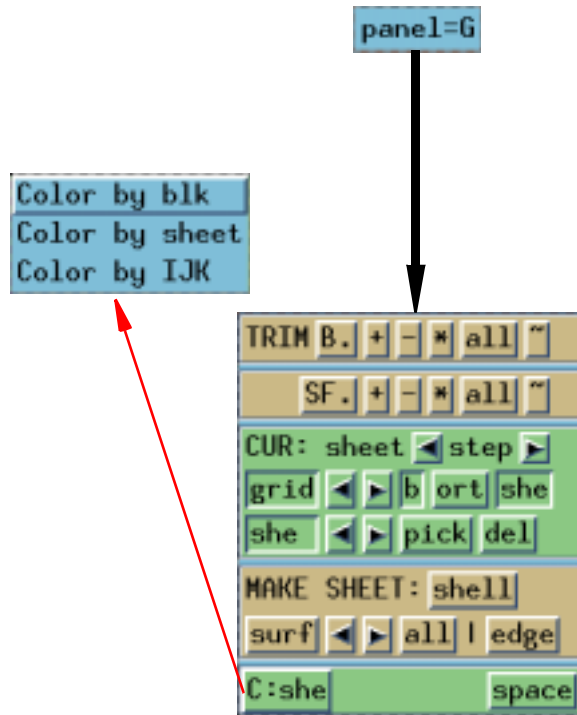 panel=G
Color by blk
Color by sheet
Color by IJK
TRIM B. + - * all ~
SF. + - * all ~
CUR: sheet ◀ step ▶
grid ◀ ▶ b ort she
she ◀ ▶ pick del
MAKE SHEET: shell
surf ◀ ▶ all | edge
C:she space